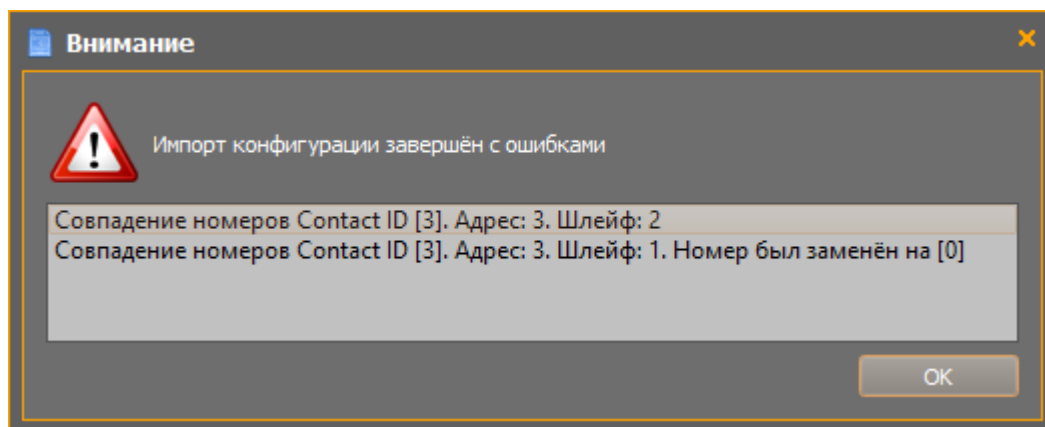 Внимание
Импорт конфигурации завершён с ошибками
Совпадение номеров Contact ID [3]. Адрес: 3. Шлейф: 2
Совпадение номеров Contact ID [3]. Адрес: 3. Шлейф: 1. Номер был заменён на [0]
OK